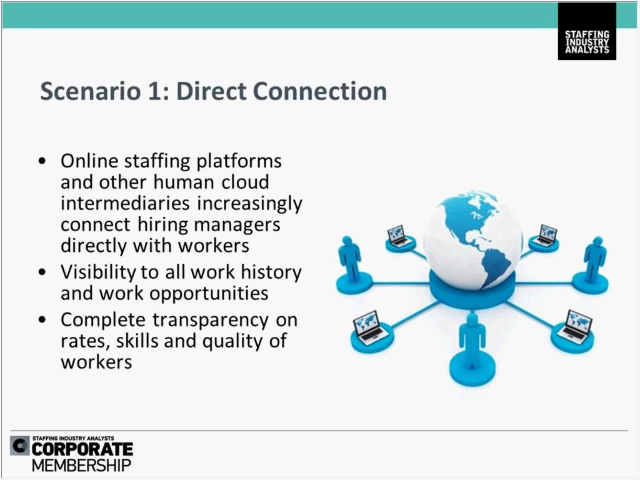 STAFFING
INDUSTRY
ANALYSTS
Scenario 1: Direct Connection
• Online staffing platforms
and other human cloud
intermediaries increasingly
connect hiring managers
directly with workers
• Visibility to all work history
and work opportunities
• Complete transparency on
rates, skills and quality of
workers
C
STAFFING INDUSTRY ANALYSTS
CORPORATE
MEMBERSHIP